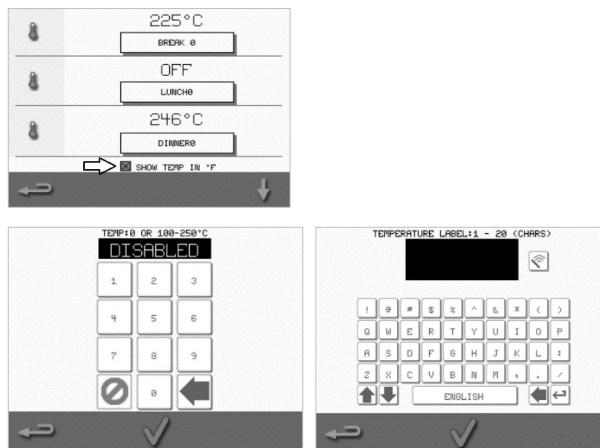 225°C
BREAK 0
OFF
LUNCH0
246°C
DINNER0
SHOW TEMP IN °F
TEMP:0 OR 100-250°C
DISABLED
1 2 3
4 5 6
7 8 9
0
TEMPERATURE LABEL:1 - 20 (CHARS)
! @ # $ % ^ & * ( )
Q W E R T Y U I O P
A S D F G H J K L :
Z X C V B N M , . /
ENGLISH